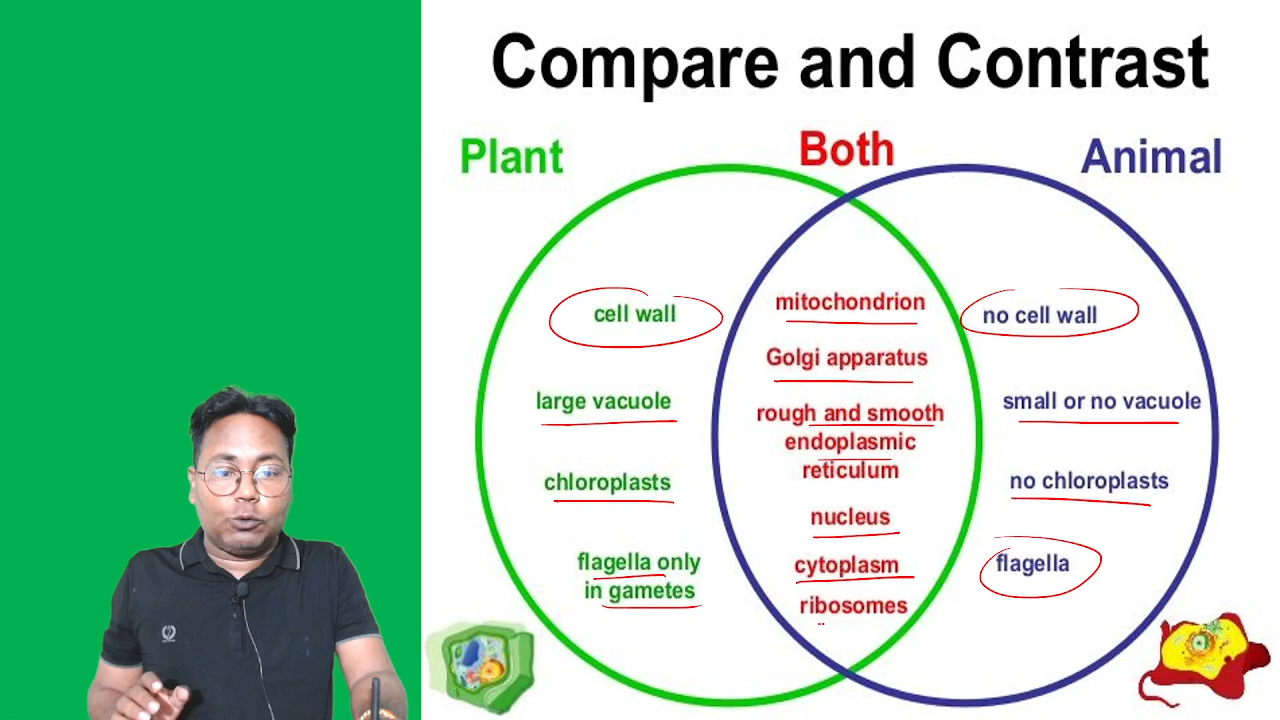 Compare and Contrast
Plant
Both
Animal
cell wall
large vacuole
chloroplasts
flagella only
in gametes
mitochondrion
Golgi apparatus
rough and smooth
endoplasmic
reticulum
nucleus
cytoplasm
ribosomes
no cell wall
small or no vacuole
no chloroplasts
flagella